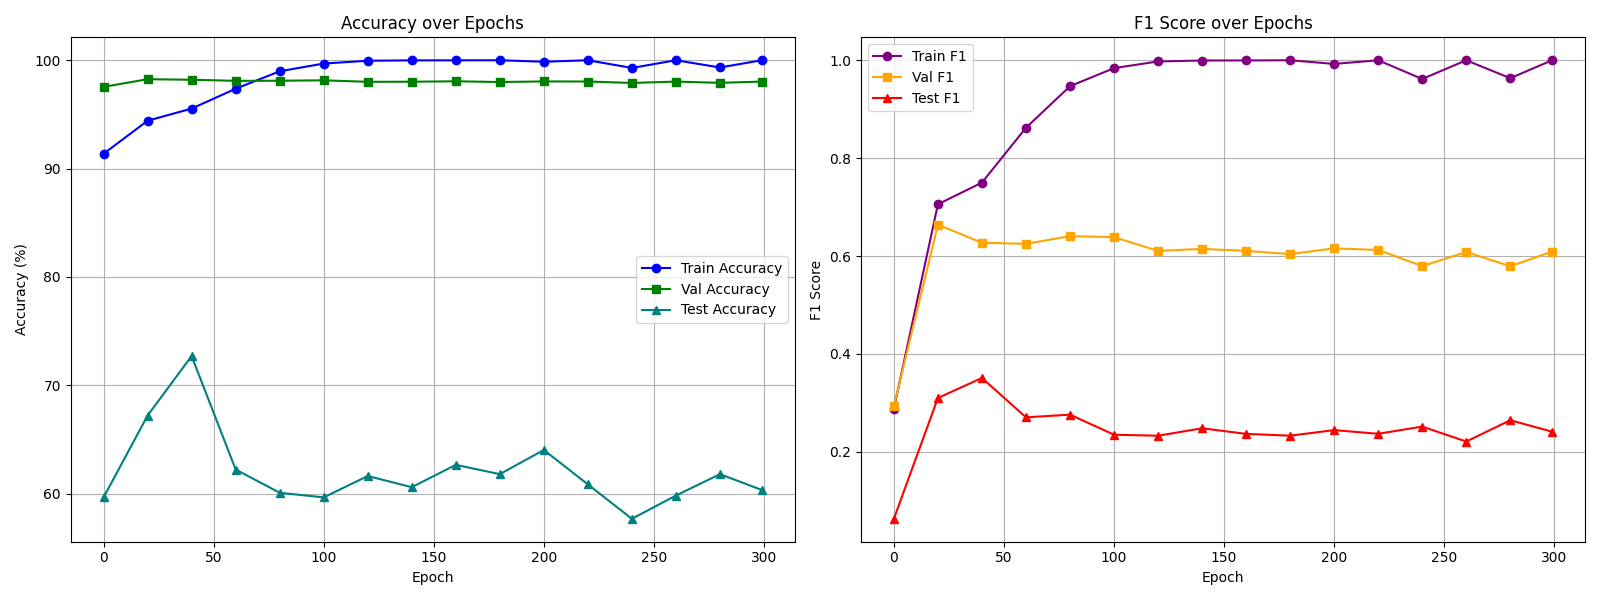 Accuracy over Epochs
100
90
80
70
60
Accuracy (%)
Train Accuracy
Val Accuracy
Test Accuracy
0 50 100 150 200 250 300
Epoch
F1 Score over Epochs
1.0
0.8
0.6
0.4
0.2
F1 Score
Train F1
Val F1
Test F1
0 50 100 150 200 250 300
Epoch